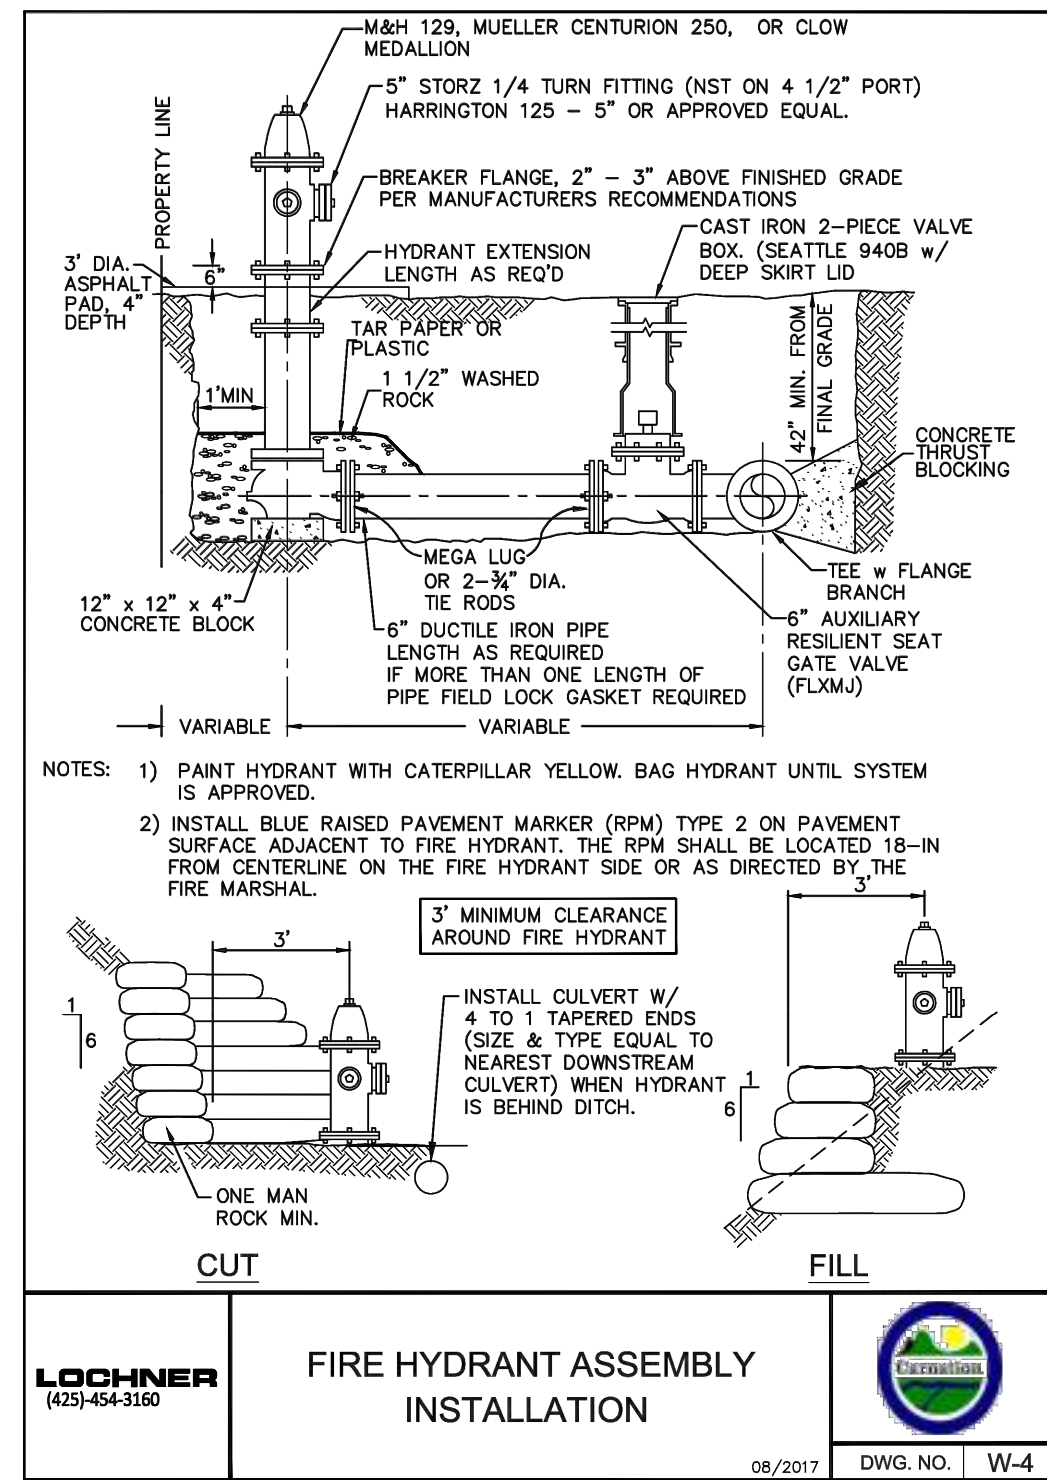 M&H 129, MUELLER CENTURION 250, OR CLOW
MEDALLION
5" STORZ 1/4 TURN FITTING (NST ON 4 1/2" PORT)
HARRINGTON 125 – 5" OR APPROVED EQUAL.
PROPERTY LINE
BREAKER FLANGE, 2" – 3" ABOVE FINISHED GRADE
PER MANUFACTURERS RECOMMENDATIONS
CAST IRON 2-PIECE VALVE
BOX. (SEATTLE 940B w/
DEEP SKIRT LID
3' DIA.
ASPHALT
PAD, 4"
DEPTH
6"
HYDRANT EXTENSION
LENGTH AS REQ'D
TAR PAPER OR
PLASTIC
1 1/2" WASHED
ROCK
1'MIN
42" MIN. FROM
FINAL GRADE
CONCRETE
THRUST
BLOCKING
MEGA LUG
OR 2-3/4" DIA.
TIE RODS
TEE w FLANGE
BRANCH
12" x 12" x 4"
CONCRETE BLOCK
6" DUCTILE IRON PIPE
LENGTH AS REQUIRED
IF MORE THAN ONE LENGTH OF
PIPE FIELD LOCK GASKET REQUIRED
6" AUXILIARY
RESILIENT SEAT
GATE VALVE
(FLXMJ)
VARIABLE
VARIABLE
NOTES: 1) PAINT HYDRANT WITH CATERPILLAR YELLOW. BAG HYDRANT UNTIL SYSTEM
IS APPROVED.
2) INSTALL BLUE RAISED PAVEMENT MARKER (RPM) TYPE 2 ON PAVEMENT
SURFACE ADJACENT TO FIRE HYDRANT. THE RPM SHALL BE LOCATED 18-IN
FROM CENTERLINE ON THE FIRE HYDRANT SIDE OR AS DIRECTED BY THE
FIRE MARSHAL.
3' MINIMUM CLEARANCE
AROUND FIRE HYDRANT
3'
3'
1
6
INSTALL CULVERT W/
4 TO 1 TAPERED ENDS
(SIZE & TYPE EQUAL TO
NEAREST DOWNSTREAM
CULVERT) WHEN HYDRANT
IS BEHIND DITCH.
1
6
ONE MAN
ROCK MIN.
CUT
FILL
LOCHNER
(425)-454-3160
FIRE HYDRANT ASSEMBLY
INSTALLATION
08/2017
Carnation
DWG. NO. W-4